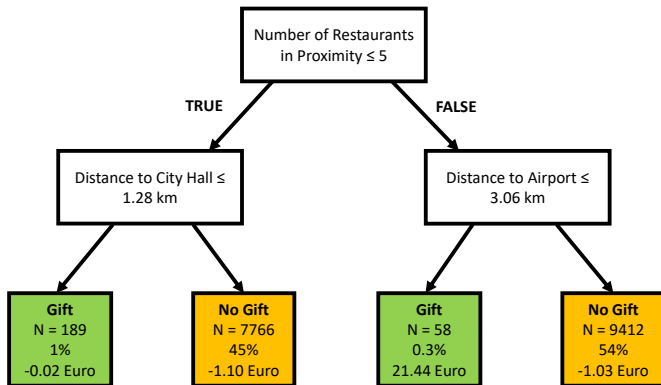 Number of Restaurants
in Proximity ≤ 5
TRUE
FALSE
Distance to City Hall ≤
1.28 km
Distance to Airport ≤
3.06 km
Gift
N = 189
1%
-0.02 Euro
No Gift
N = 7766
45%
-1.10 Euro
Gift
N = 58
0.3%
21.44 Euro
No Gift
N = 9412
54%
-1.03 Euro